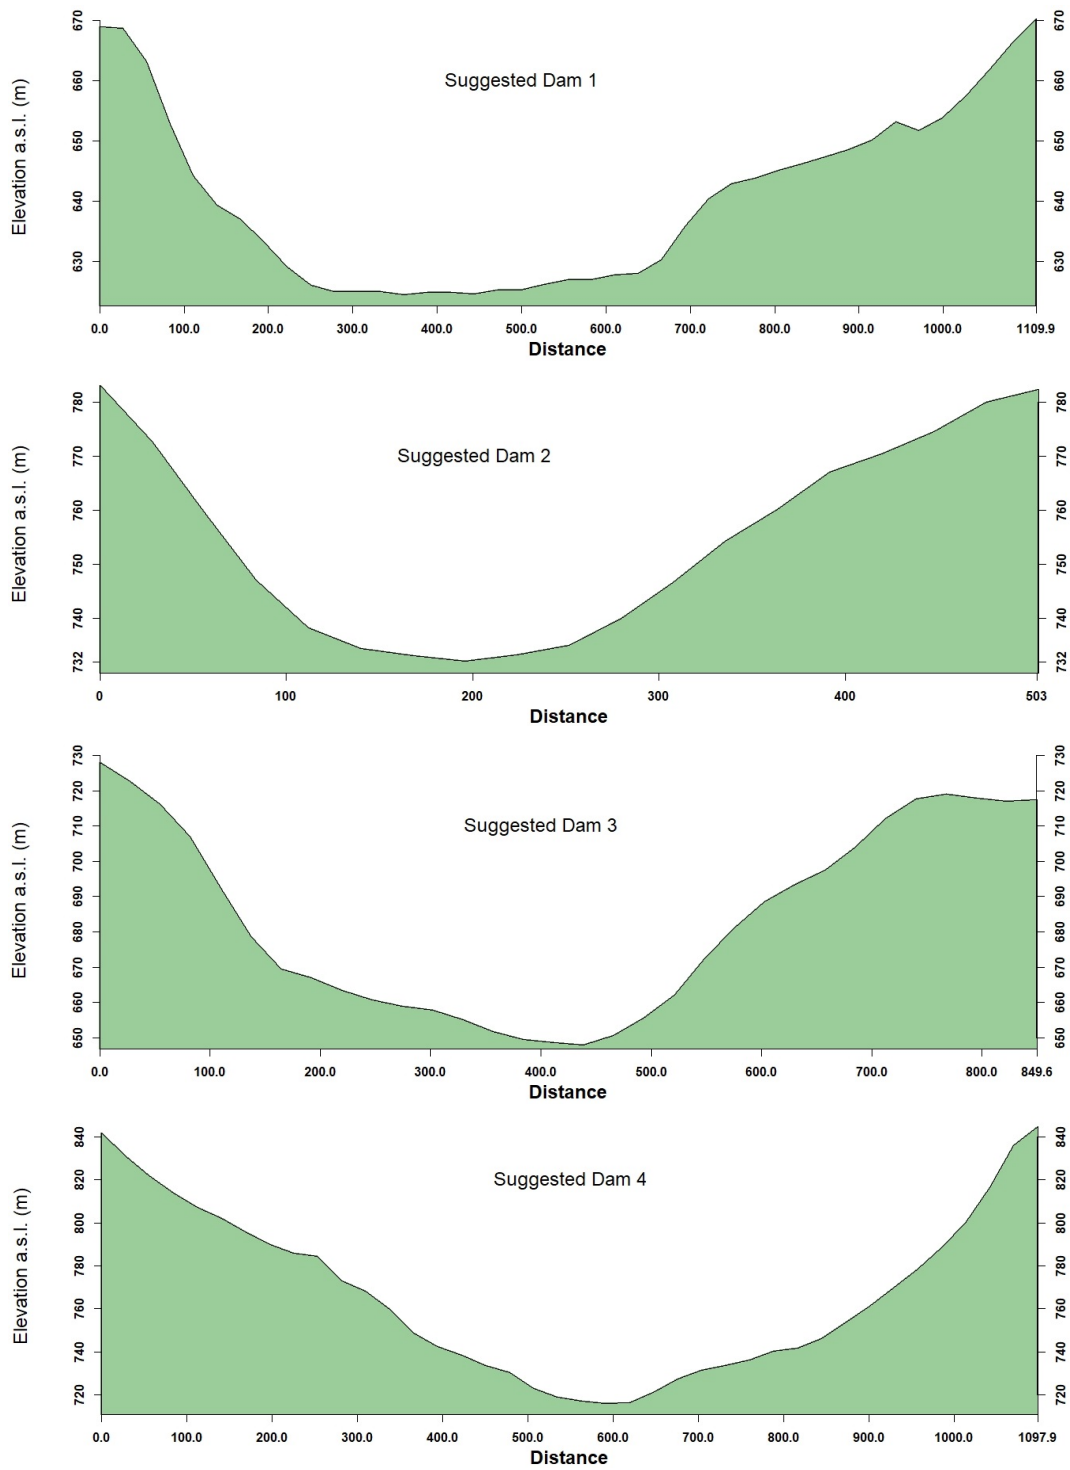 Suggested Dam 1
Elevation a.s.l. (m)
670 660 650 640 630
670 660 650 640 630
0.0 100.0 200.0 300.0 400.0 500.0 600.0 700.0 800.0 900.0 1000.0 1109.9
Distance
Suggested Dam 2
Elevation a.s.l. (m)
780 770 760 750 740 732
780 770 760 750 740 732
0 100 200 300 400 503
Distance
Suggested Dam 3
Elevation a.s.l. (m)
730 720 710 700 690 680 670 660 650
730 720 710 700 690 680 670 660 650
0.0 100.0 200.0 300.0 400.0 500.0 600.0 700.0 800.0 849.6
Distance
Suggested Dam 4
Elevation a.s.l. (m)
840 820 800 780 760 740 720
840 820 800 780 760 740 720
0.0 100.0 200.0 300.0 400.0 500.0 600.0 700.0 800.0 900.0 1000.0 1097.9
Distance